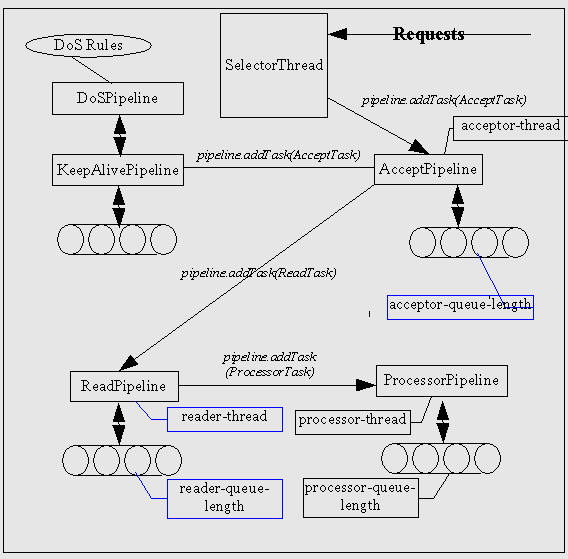 Requests
DoS Rules
SelectorThread
DoSPipeline
pipeline.addTask(AcceptTask)
acceptor-thread
pipeline.addTask(AcceptTask)
KeepAlivePipeline
AcceptPipeline
pipeline.addTask(ReadTask)
acceptor-queue-length
pipeline.addTask
(ProcessorTask)
ReadPipeline
ProcessorPipeline
reader-thread
processor-thread
reader-queue-
length
processor-queue-
length